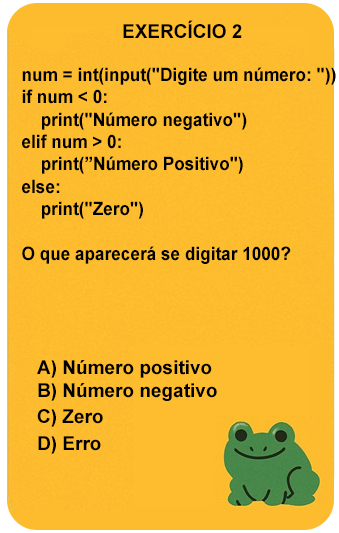 EXERCÍCIO 2
num = int(input("Digite um número: "))
if num < 0:
    print("Número negativo")
elif num > 0:
    print(”Número Positivo")
else:
    print("Zero")
O que aparecerá se digitar 1000?
A) Número positivo
B) Número negativo
C) Zero
D) Erro